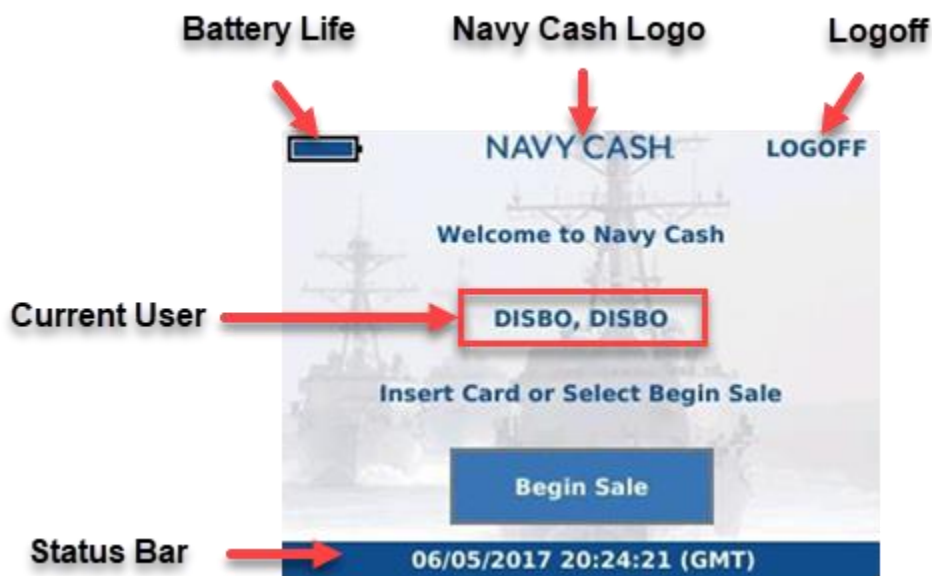 Battery Life Navy Cash Logo Logoff
NAVY CASH LOGOFF
Welcome to Navy Cash
Current User DISBO, DISBO
Insert Card or Select Begin Sale
Begin Sale
Status Bar 06/05/2017 20:24:21 (GMT)